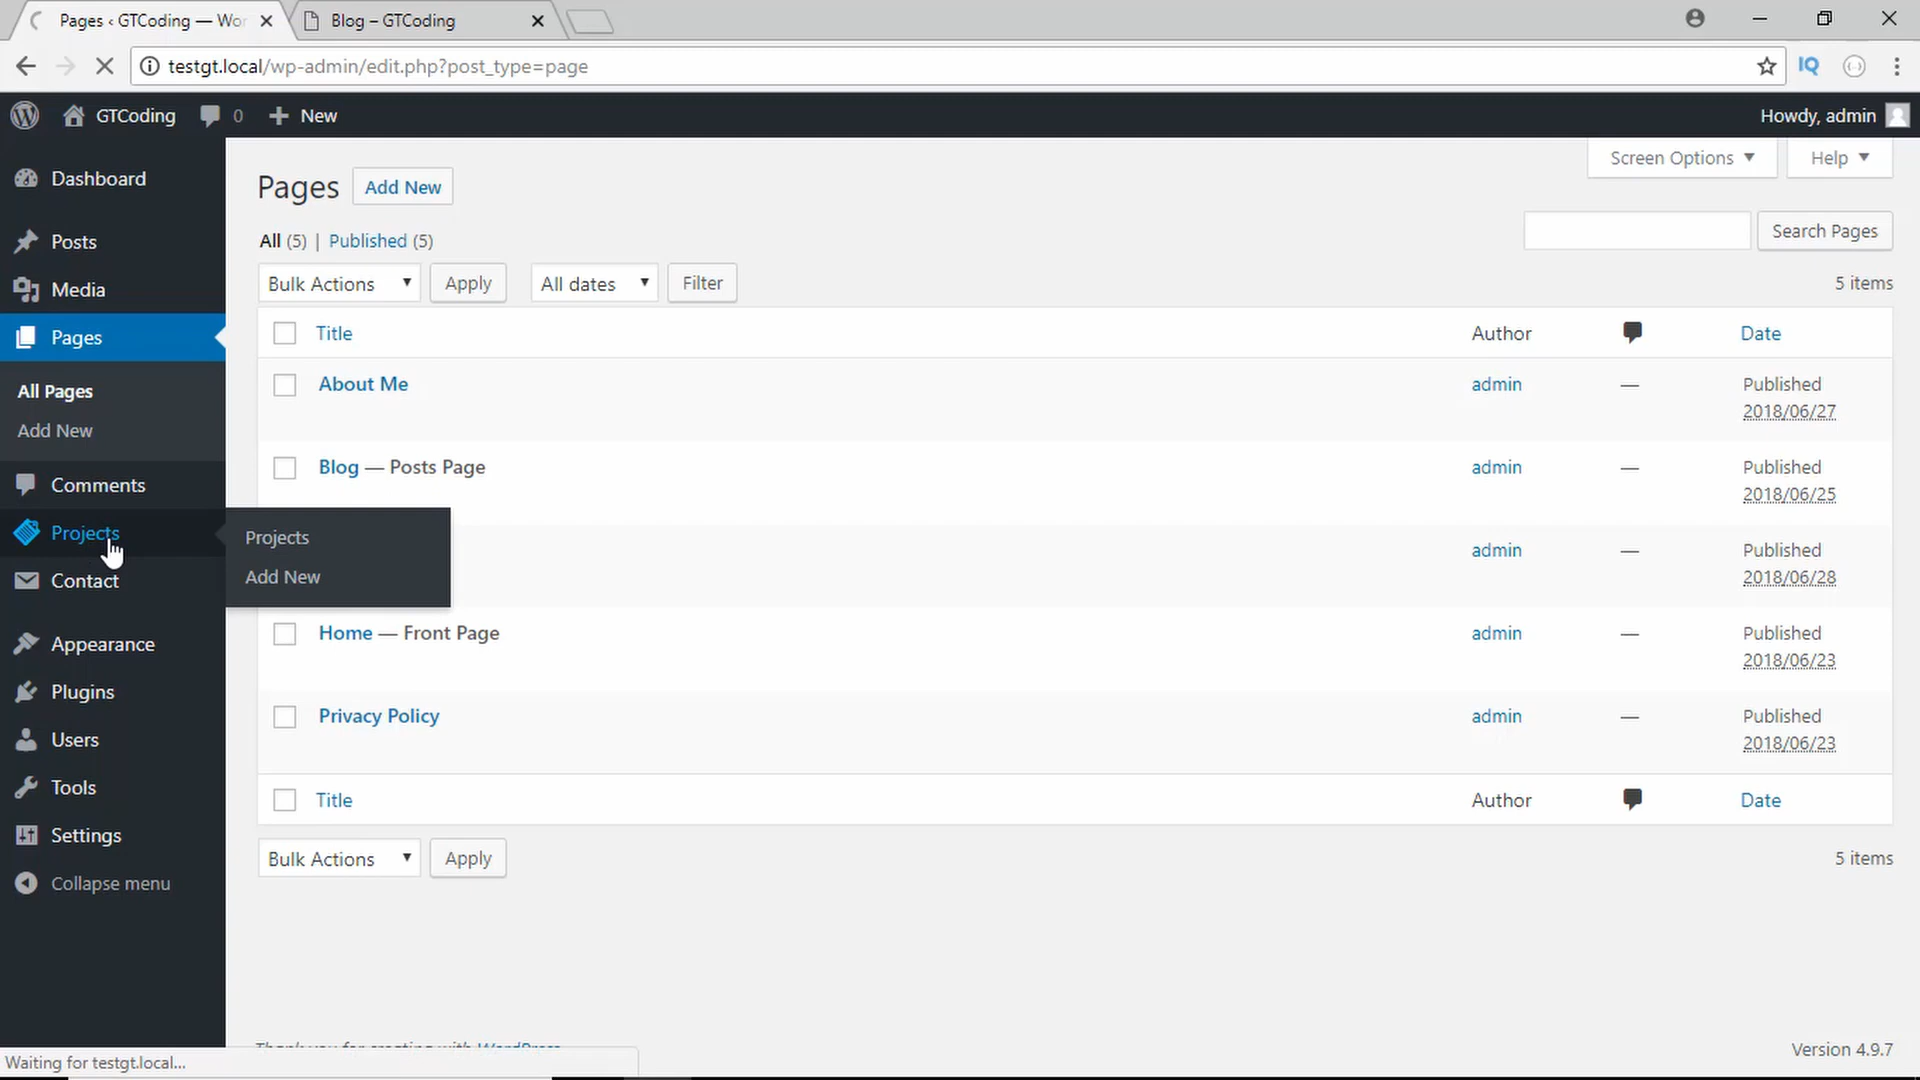 Pages ‹ GTCoding — Wor
Blog – GTCoding
testgt.local/wp-admin/edit.php?post_type=page
IQ
GTCoding 0 New
Howdy, admin
Dashboard
Posts
Media
Pages
All Pages
Add New
Comments
Projects
Contact
Appearance
Plugins
Users
Tools
Settings
Collapse menu
Projects
Add New
Screen Options
Help
Pages Add New
All (5) | Published (5)
Search Pages
Bulk Actions Apply All dates Filter
5 items
Title Author Date
About Me admin — Published
2018/06/27
Blog — Posts Page admin — Published
2018/06/25
admin — Published
2018/06/28
Home — Front Page admin — Published
2018/06/23
Privacy Policy admin — Published
2018/06/23
Title Author Date
Bulk Actions Apply
5 items
Thank you for creating with WordPress
Version 4.9.7
Waiting for testgt.local...